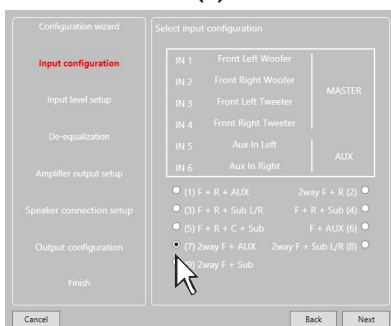 Configuration wizard
Input configuration
Input level setup
De-equalization
Amplifier output setup
Speaker connection setup
Output configuration
Finish
Select input configuration
IN 1 Front Left Woofer
IN 2 Front Right Woofer
IN 3 Front Left Tweeter
IN 4 Front Right Tweeter
MASTER
IN 5 Aux In Left
IN 6 Aux In Right
AUX
(1) F + R + AUX 2way F + R (2)
(3) F + R + Sub L/R F + R + Sub (4)
(5) F + R + C + Sub F + AUX (6)
(7) 2way F + AUX 2way F + Sub L/R (8)
2way F + Sub
Cancel Back Next